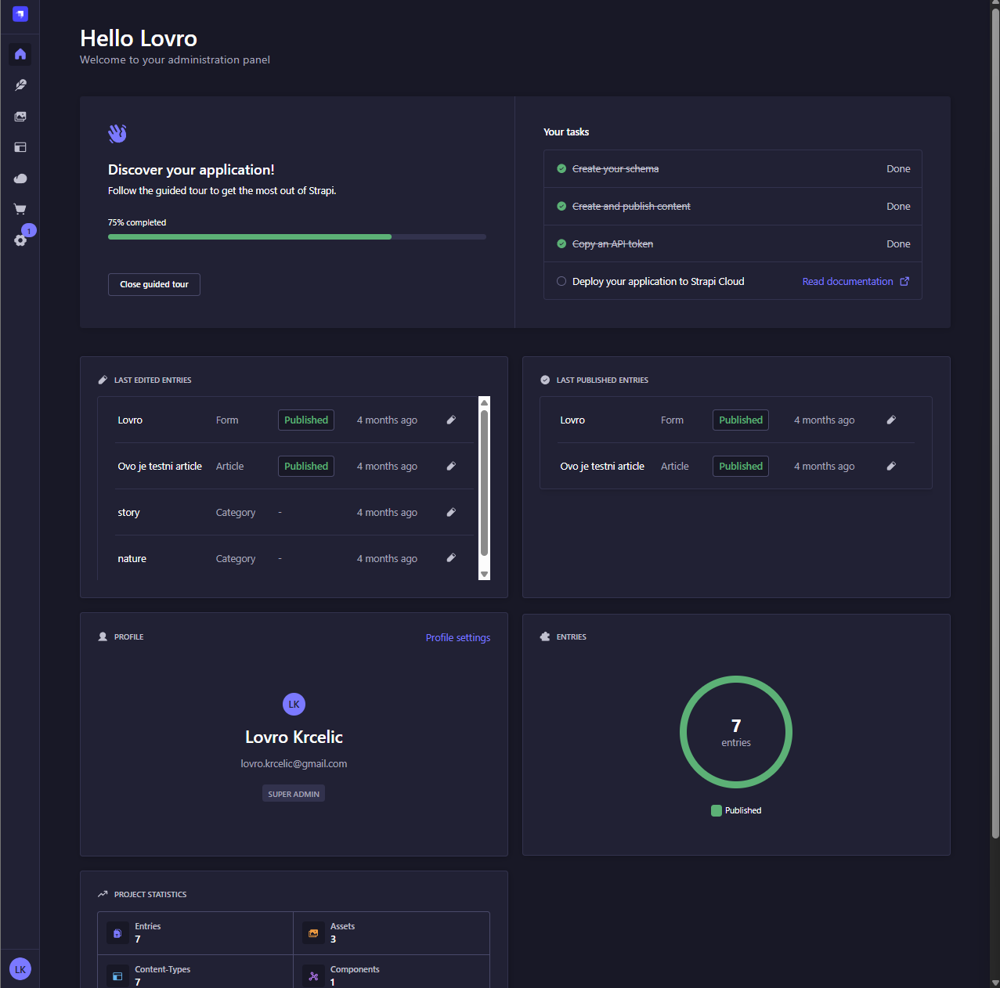 Hello Lovro
Welcome to your administration panel
1
Discover your application!
Follow the guided tour to get the most out of Strapi.
75% completed
Close guided tour
Your tasks
Create your schema Done
Create and publish content Done
Copy an API token Done
Deploy your application to Strapi Cloud Read documentation
LAST EDITED ENTRIES
Lovro Form Published 4 months ago
Ovo je testni article Article Published 4 months ago
story Category - 4 months ago
nature Category - 4 months ago
LAST PUBLISHED ENTRIES
Lovro Form Published 4 months ago
Ovo je testni article Article Published 4 months ago
PROFILE Profile settings
LK
Lovro Krcelic
lovro.krcelic@gmail.com
SUPER ADMIN
ENTRIES
7
entries
Published
PROJECT STATISTICS
Entries
7
Assets
3
Content-Types
7
Components
1
LK